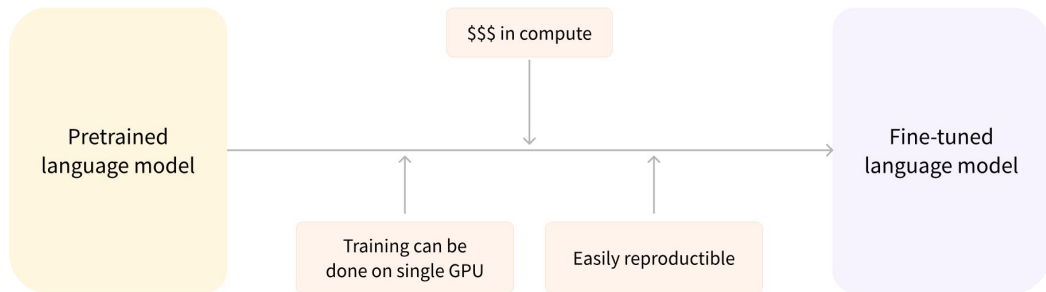 $$$ in compute
Pretrained
language model
Fine-tuned
language model
Training can be
done on single GPU
Easily reproductible